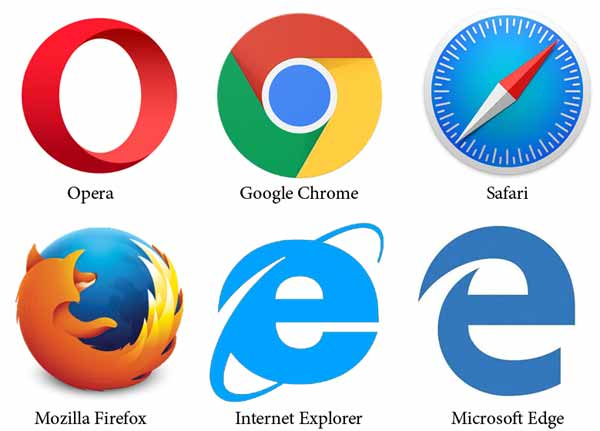 Opera
Google Chrome
Safari
Mozilla Firefox
Internet Explorer
Microsoft Edge